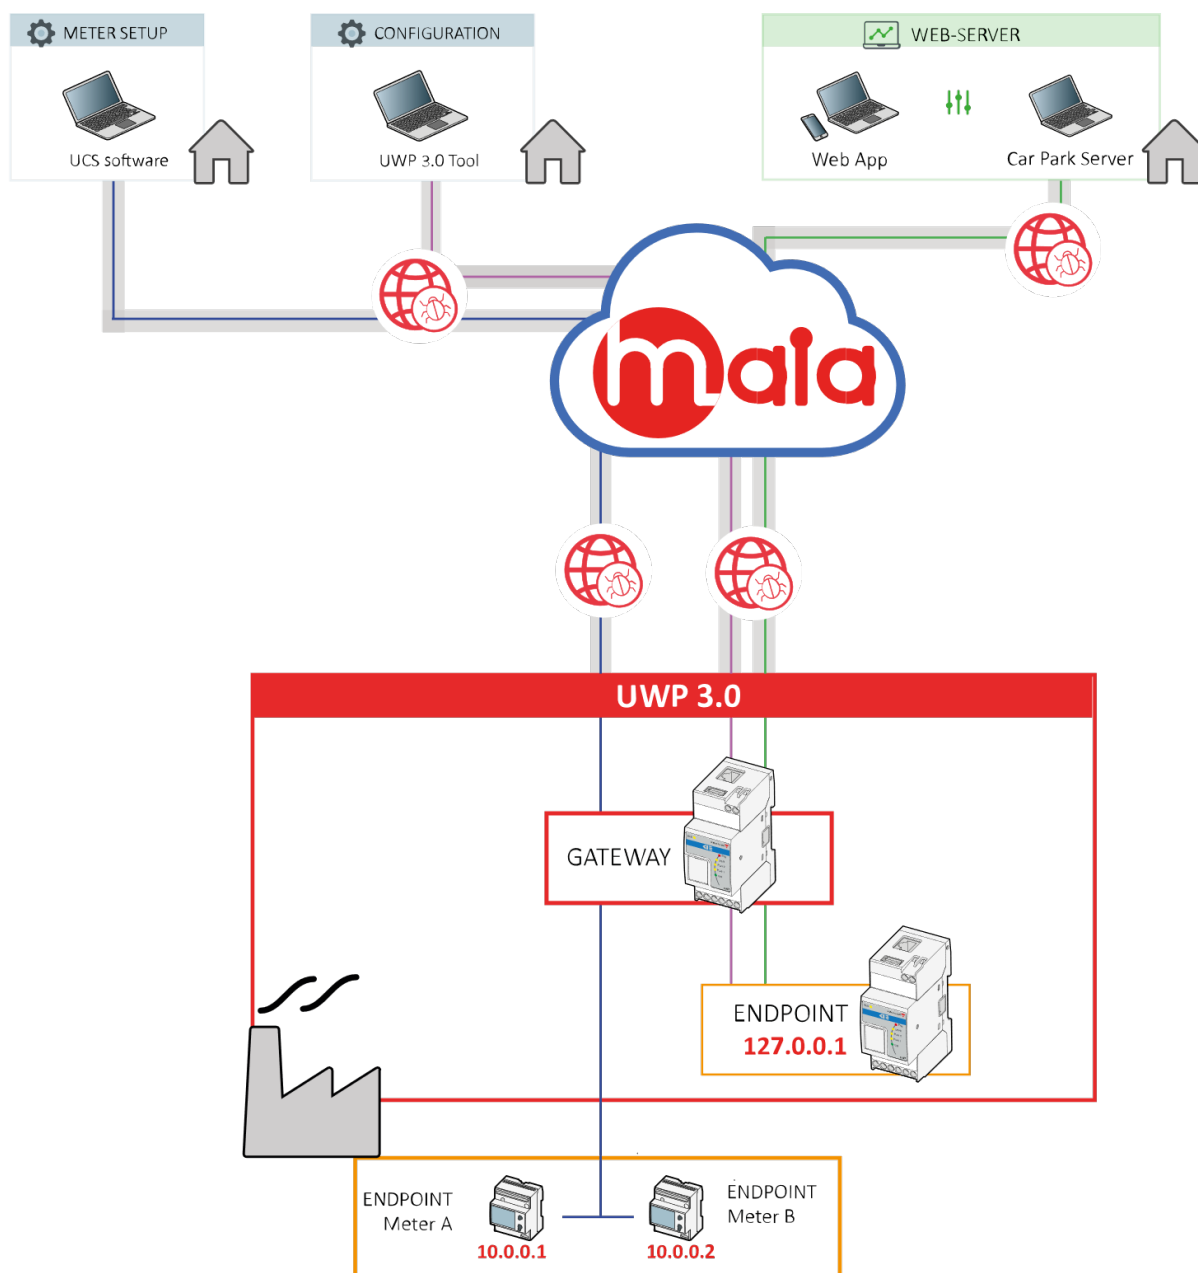 METER SETUP
CONFIGURATION
WEB-SERVER
UCS software
UWP 3.0 Tool
Web App
Car Park Server
maia
UWP 3.0
GATEWAY
ENDPOINT
127.0.0.1
ENDPOINT
Meter A
10.0.0.1
ENDPOINT
Meter B
10.0.0.2